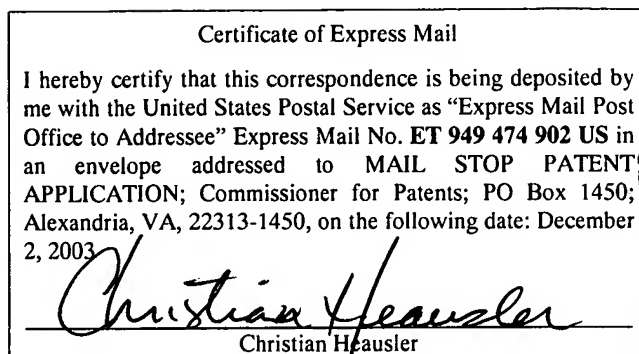 Certificate of Express Mail
I hereby certify that this correspondence is being deposited by
me with the United States Postal Service as “Express Mail Post
Office to Addressee” Express Mail No. ET 949 474 902 US in
an envelope addressed to MAIL STOP PATENT
APPLICATION; Commissioner for Patents; PO Box 1450;
Alexandria, VA, 22313-1450, on the following date: December
2, 2003
Christian Heausler
Christian Heausler